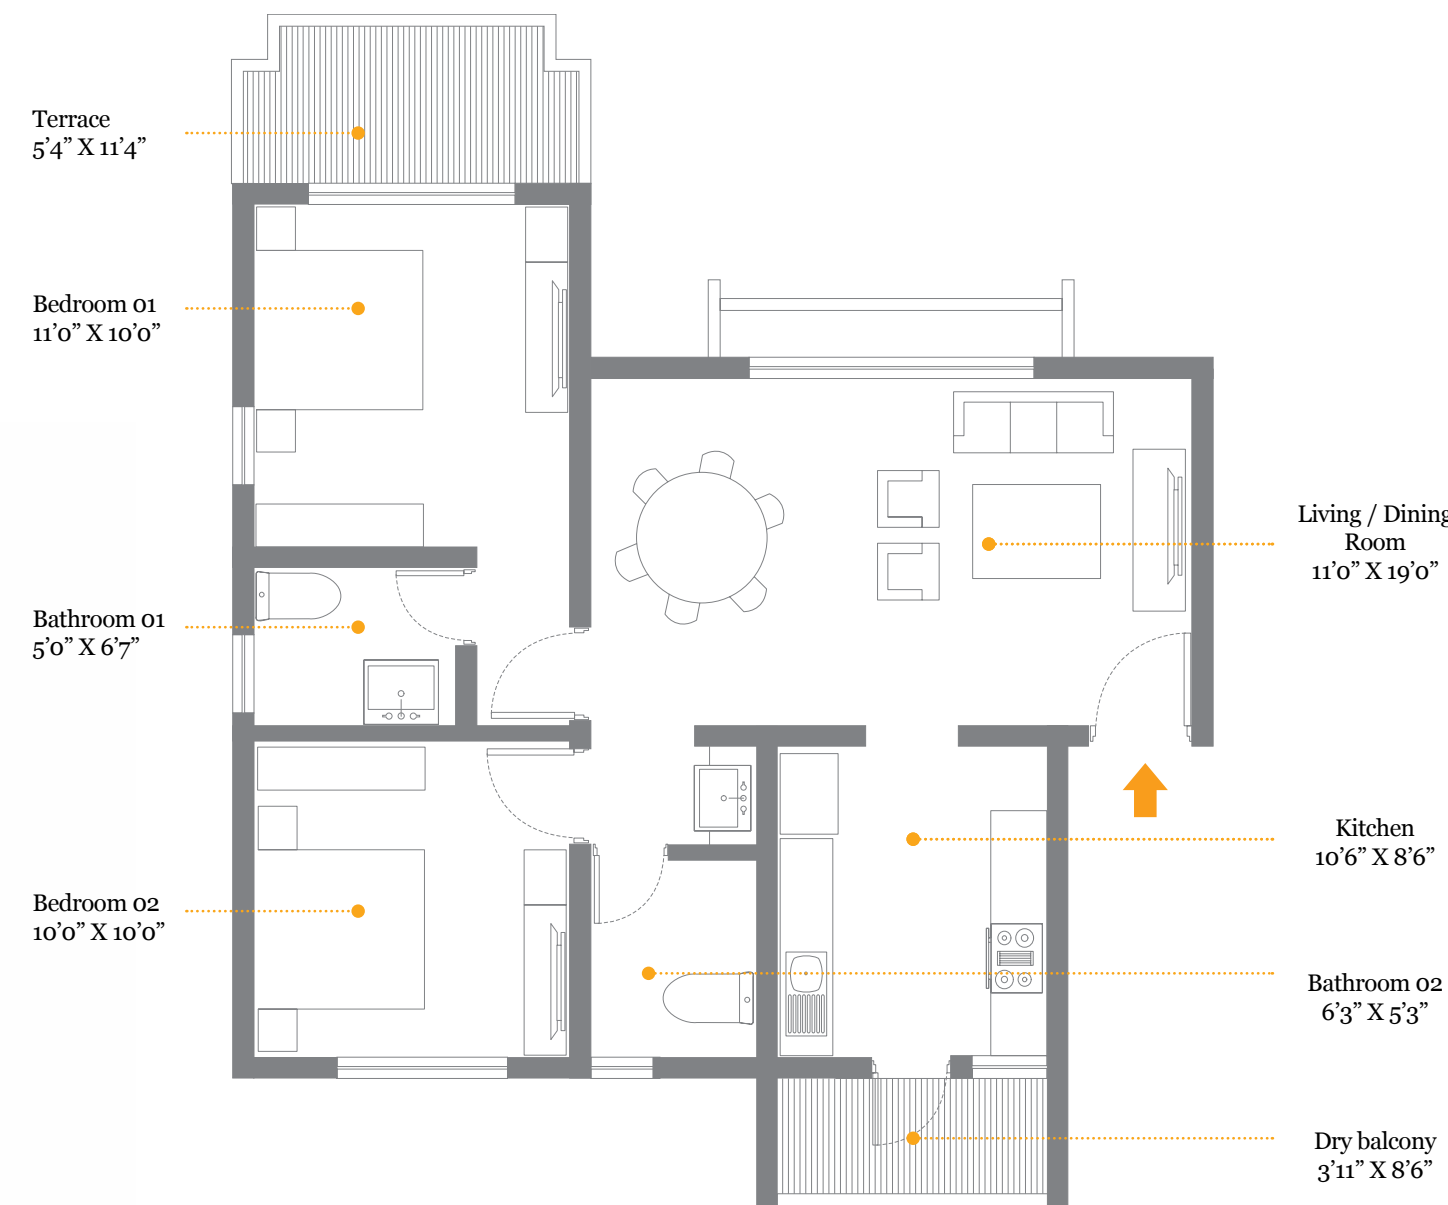 Terrace
5’4” X 11’4”
Bedroom 01
11’0” X 10’0”
Bathroom 01
5’0” X 6’7”
Bedroom 02
10’0” X 10’0”
Living / Dining
Room
11’0” X 19’0”
Kitchen
10’6” X 8’6”
Bathroom 02
6’3” X 5’3”
Dry balcony
3’11” X 8’6”